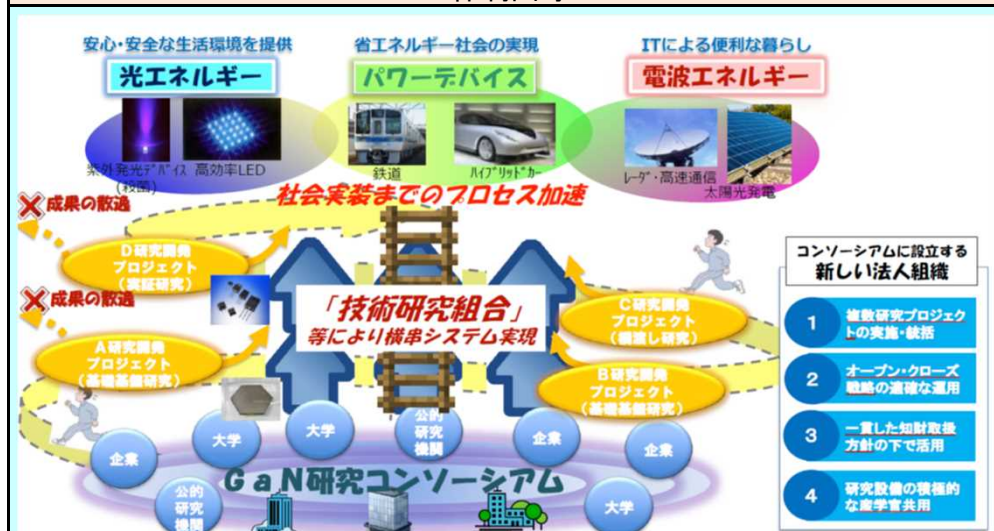 安心・安全な生活環境を提供
光エネルギー
紫外発光デバイス
(殺菌)
高効率LED
省エネルギー社会の実現
パワーデバイス
鉄道
ハイブリッドカー
ITによる便利な暮らし
電波エネルギー
レーダ・高速通信
太陽光発電
社会実装までのプロセス加速
成果の散逸
D研究開発
プロジェクト
(実証研究)
成果の散逸
A研究開発
プロジェクト
(基礎基盤研究)
「技術研究組合」
等により横串システム実現
C研究開発
プロジェクト
(橋渡し研究)
B研究開発
プロジェクト
(基礎基盤研究)
企業
大学
大学
公的
研究
機関
企業
企業
公的
研究
機関
GaN研究コンソーシアム
大学
コンソーシアムに設立する
新しい法人組織
1
複数研究プロジェク
トの実施・統括
2
オープン・クローズ
戦略の適確な運用
3
一貫した知財取扱
方針の下で活用
4
研究設備の積極的
な産学官共用